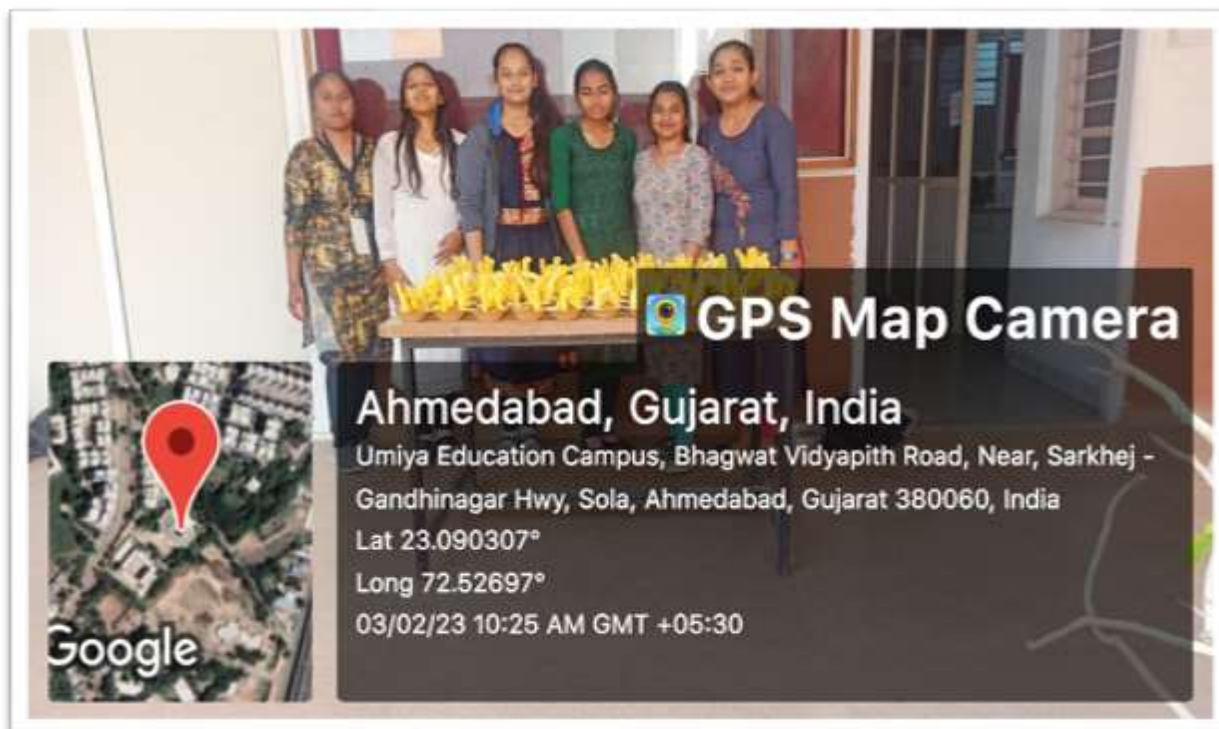 GPS Map Camera
Ahmedabad, Gujarat, India
Umiya Education Campus, Bhagwat Vidyapith Road, Near, Sarkhej -
Gandhinagar Hwy, Sola, Ahmedabad, Gujarat 380060, India
Lat 23.090307°
Long 72.52697°
03/02/23 10:25 AM GMT +05:30
Google